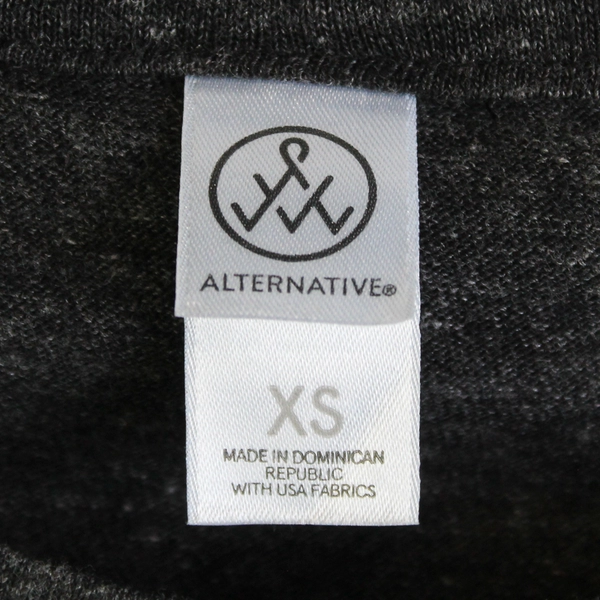 ALTERNATIVE®
XS
MADE IN DOMINICAN
REPUBLIC
WITH USA FABRICS